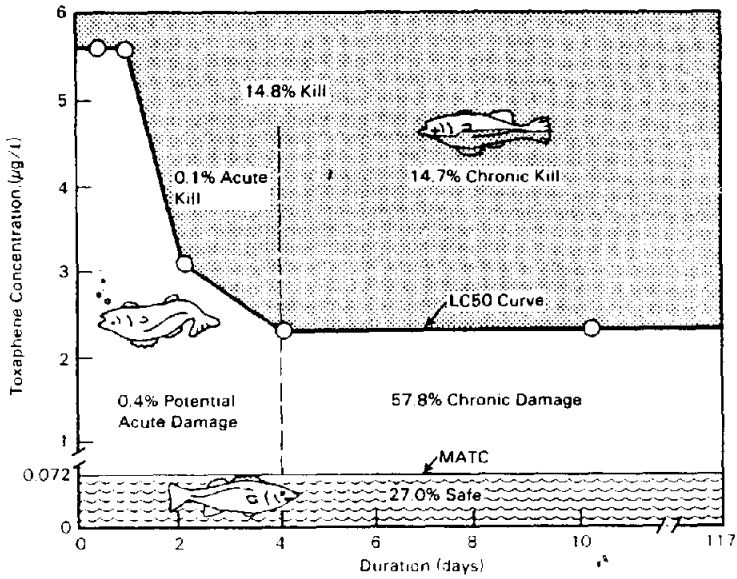 6
5
4
3
2
1
0.072
0
Toxaphene Concentration (µg/l)
14.8% Kill
0.1% Acute
Kill
14.7% Chronic Kill
LC50 Curve
0.4% Potential
Acute Damage
57.8% Chronic Damage
MATC
27.0% Safe
0 2 4 6 8 10 117
Duration (days)